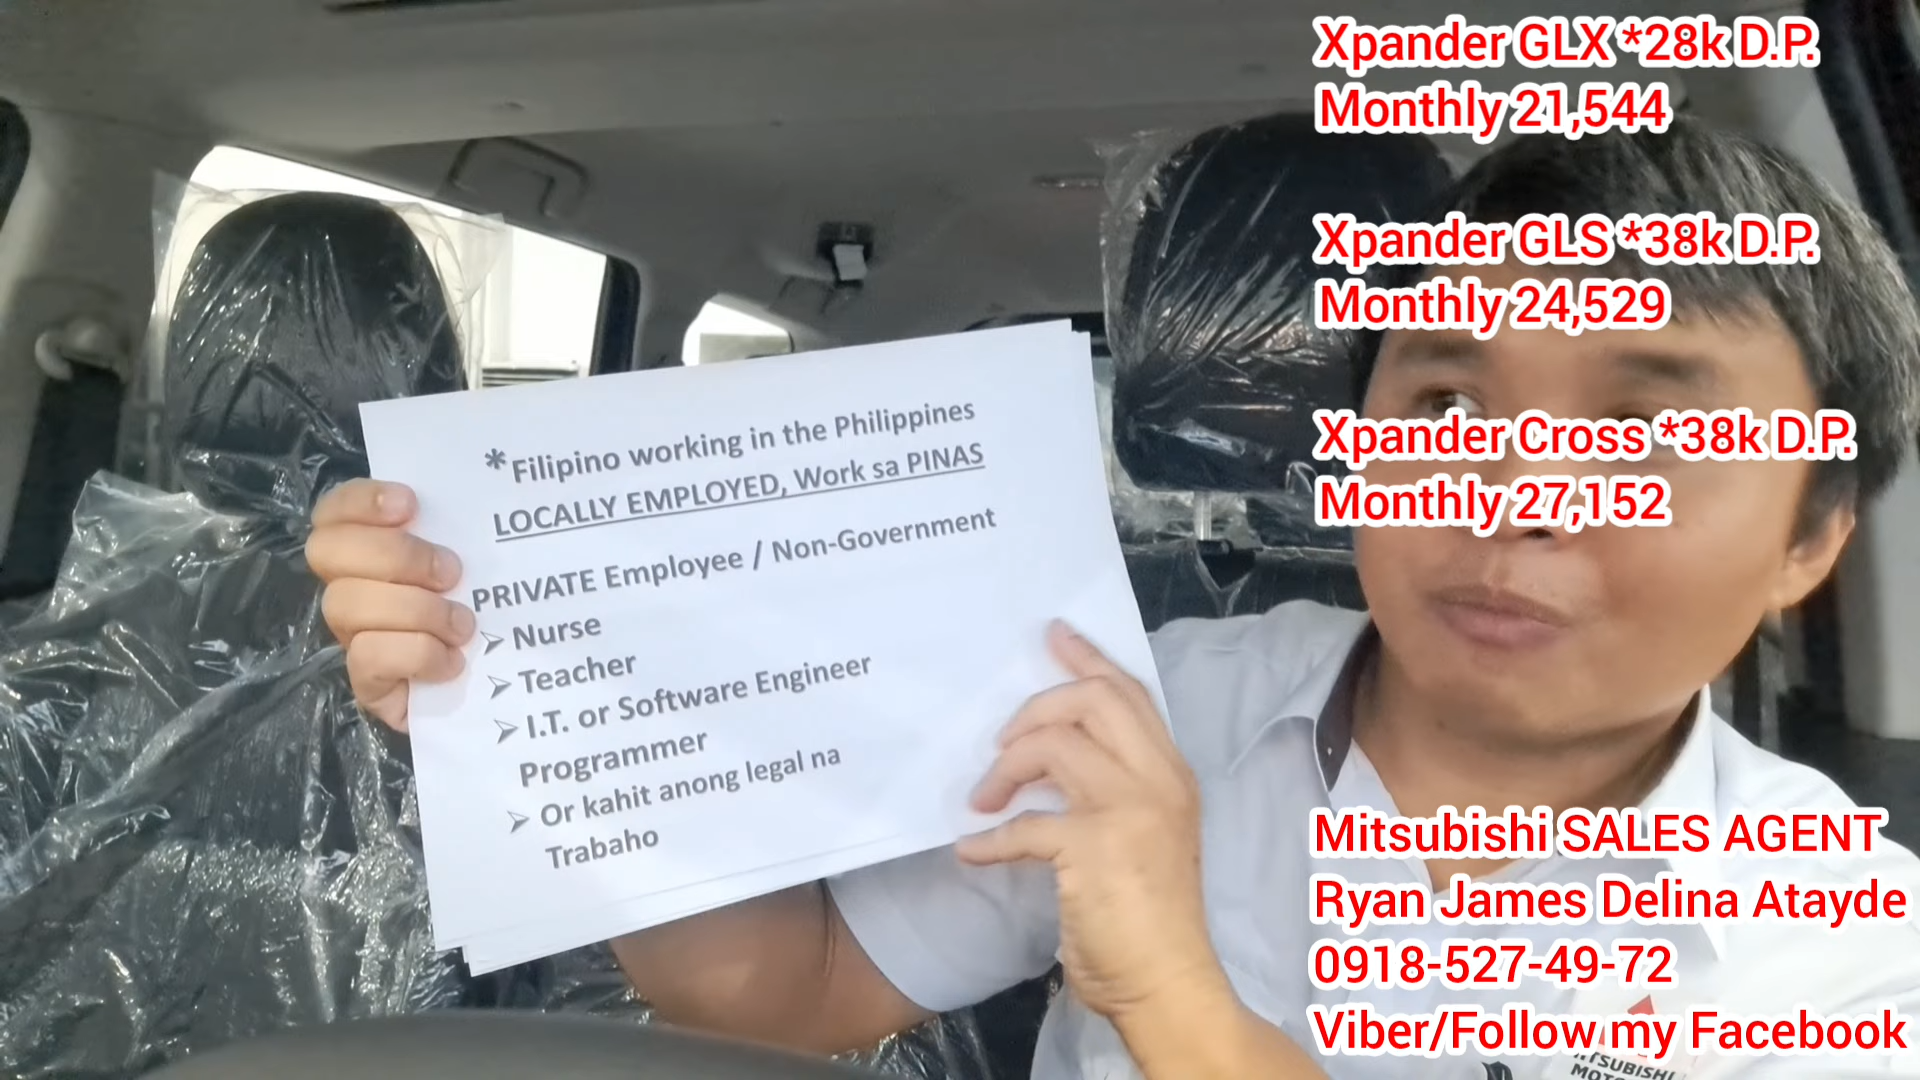 Xpander GLX *28k D.P.
Monthly 21,544
Xpander GLS *38k D.P.
Monthly 24,529
Xpander Cross *38k D.P.
Monthly 27,152
*Filipino working in the Philippines
LOCALLY EMPLOYED, Work sa PINAS
PRIVATE Employee / Non-Government
➢ Nurse
➢ Teacher
➢ I.T. or Software Engineer
Programmer
➢ Or kahit anong legal na
Trabaho
Mitsubishi SALES AGENT
Ryan James Delina Atayde
0918-527-49-72
Viber/Follow my Facebook
MITSUBISHI